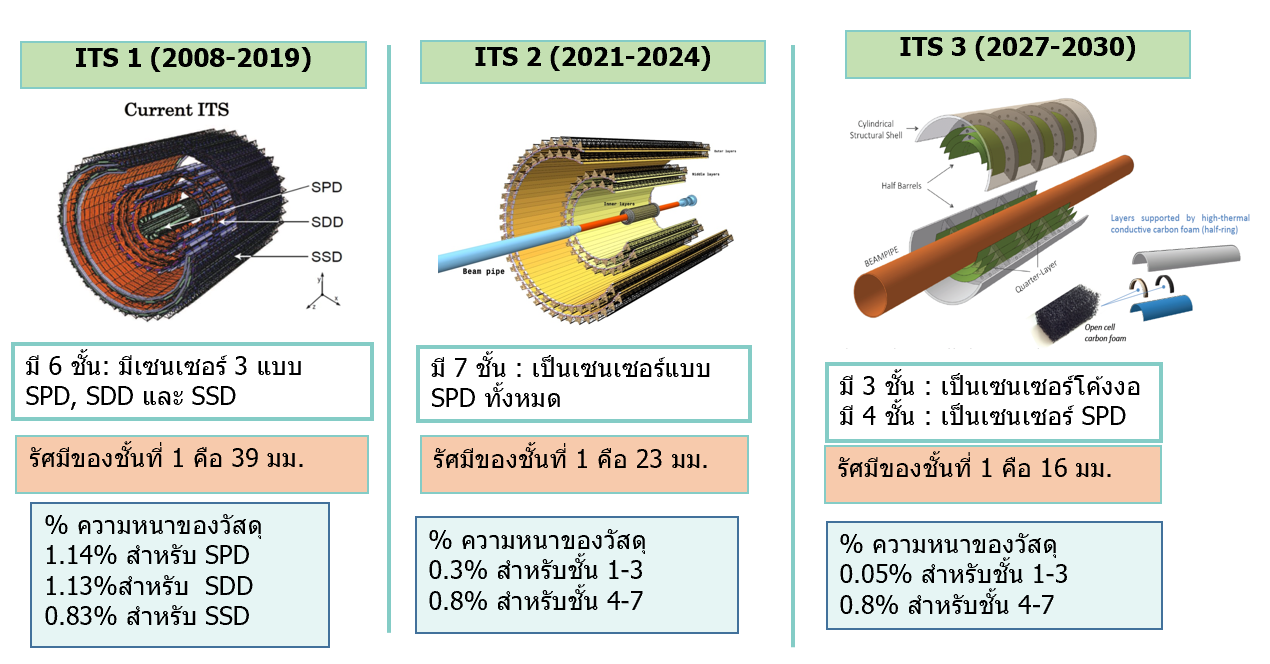 ITS 1 (2008-2019)
Current ITS
SPD
SDD
SSD
y
x
z
มี 6 ชั้น: มีเซนเซอร์ 3 แบบ
SPD, SDD และ SSD
รัศมีของชั้นที่ 1 คือ 39 มม.
% ความหนาของวัสดุ
1.14% สำหรับ SPD
1.13%สำหรับ SDD
0.83% สำหรับ SSD
ITS 2 (2021-2024)
Outer layers
Middle layers
Inner layers
Beam pipe
มี 7 ชั้น : เป็นเซนเซอร์แบบ
SPD ทั้งหมด
รัศมีของชั้นที่ 1 คือ 23 มม.
% ความหนาของวัสดุ
0.3% สำหรับชั้น 1-3
0.8% สำหรับชั้น 4-7
ITS 3 (2027-2030)
Cylindrical
Structural Shell
Half Barrels
BEAMPIPE
Quarter-Layer
Layers supported by high-thermal
conductive carbon foam (half-ring)
Open cell
carbon foam
มี 3 ชั้น : เป็นเซนเซอร์โค้งงอ
มี 4 ชั้น : เป็นเซนเซอร์ SPD
รัศมีของชั้นที่ 1 คือ 16 มม.
% ความหนาของวัสดุ
0.05% สำหรับชั้น 1-3
0.8% สำหรับชั้น 4-7